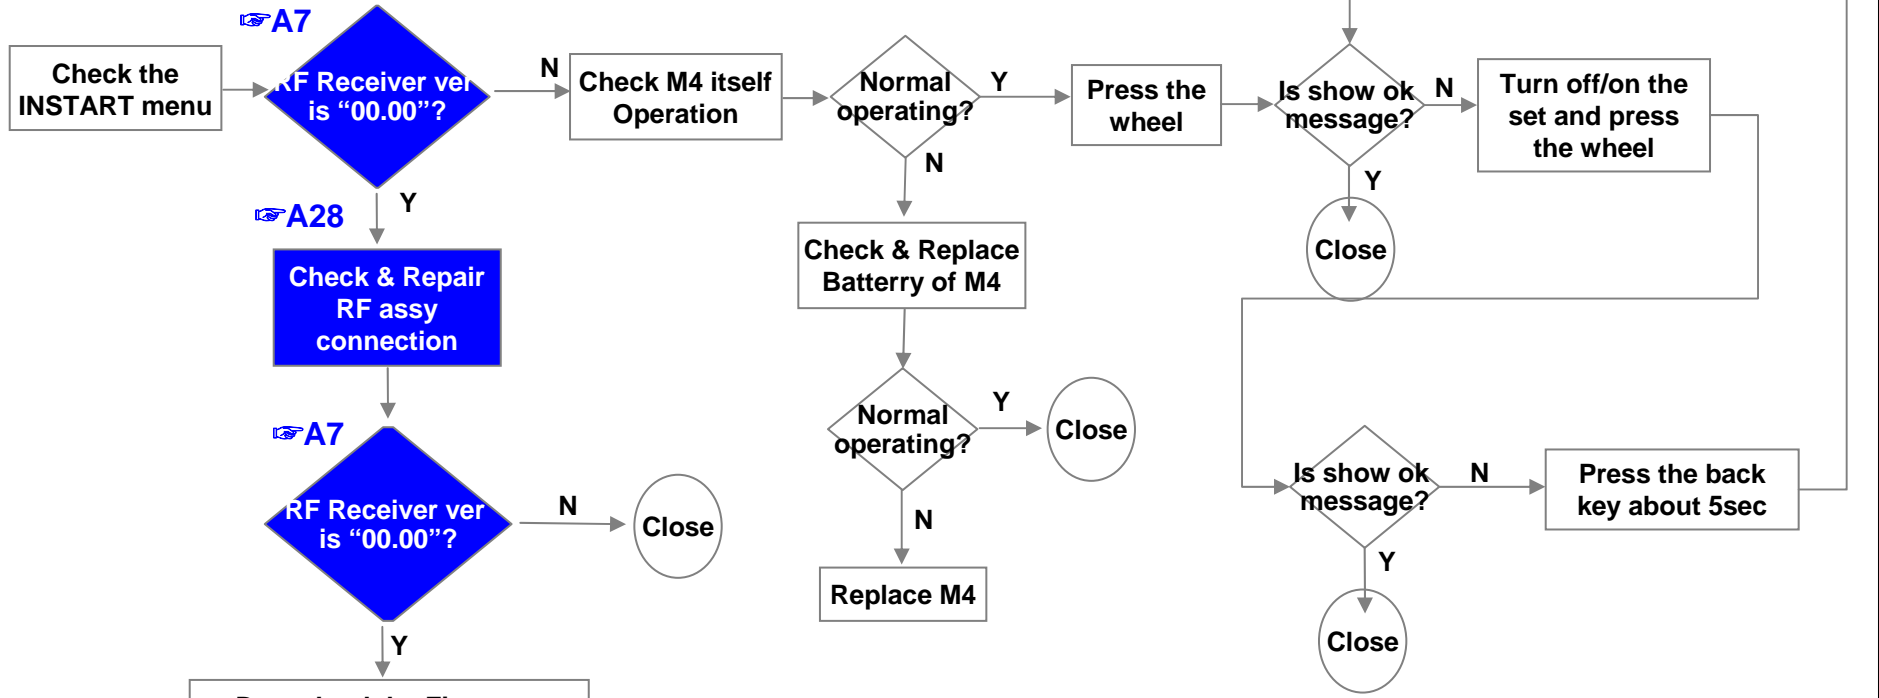 ☞A7
Check the
INSTART menu
RF Receiver ver
is “00.00”?
N
Check M4 itself
Operation
Normal
operating?
Y
Press the
wheel
Is show ok
message?
N
Turn off/on the
set and press
the wheel
Y
☞A28
Check & Repair
RF assy
connection
N
Check & Replace
Batterry of M4
Y
Close
☞A7
RF Receiver ver
is “00.00”?
N
Close
Y
Normal
operating?
Y
Close
N
Replace M4
Is show ok
message?
N
Press the back
key about 5sec
Y
Close